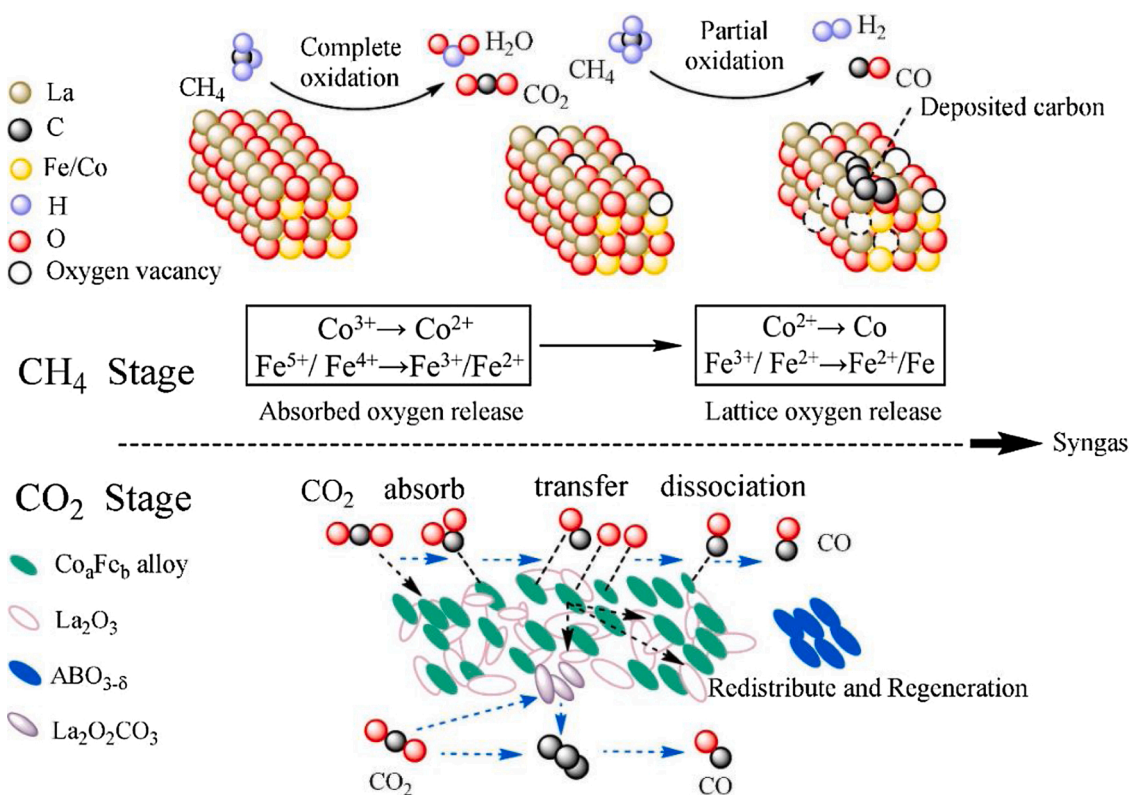 CH₄
Complete
oxidation
H₂O
CO₂
CH₄
Partial
oxidation
H₂
CO
Deposited carbon
La
C
Fe/Co
H
O
Oxygen vacancy
CH₄ Stage
Co³⁺→ Co²⁺
Fe⁵⁺/ Fe⁴⁺→Fe³⁺/Fe²⁺
Absorbed oxygen release
Co²⁺→ Co
Fe³⁺/ Fe²⁺→Fe²⁺/Fe
Lattice oxygen release
Syngas
CO₂ Stage
CO₂
absorb
transfer
dissociation
CO
CoₐFe_b alloy
La₂O₃
ABO₃₋δ
La₂O₂CO₃
Redistribute and Regeneration
CO₂
CO